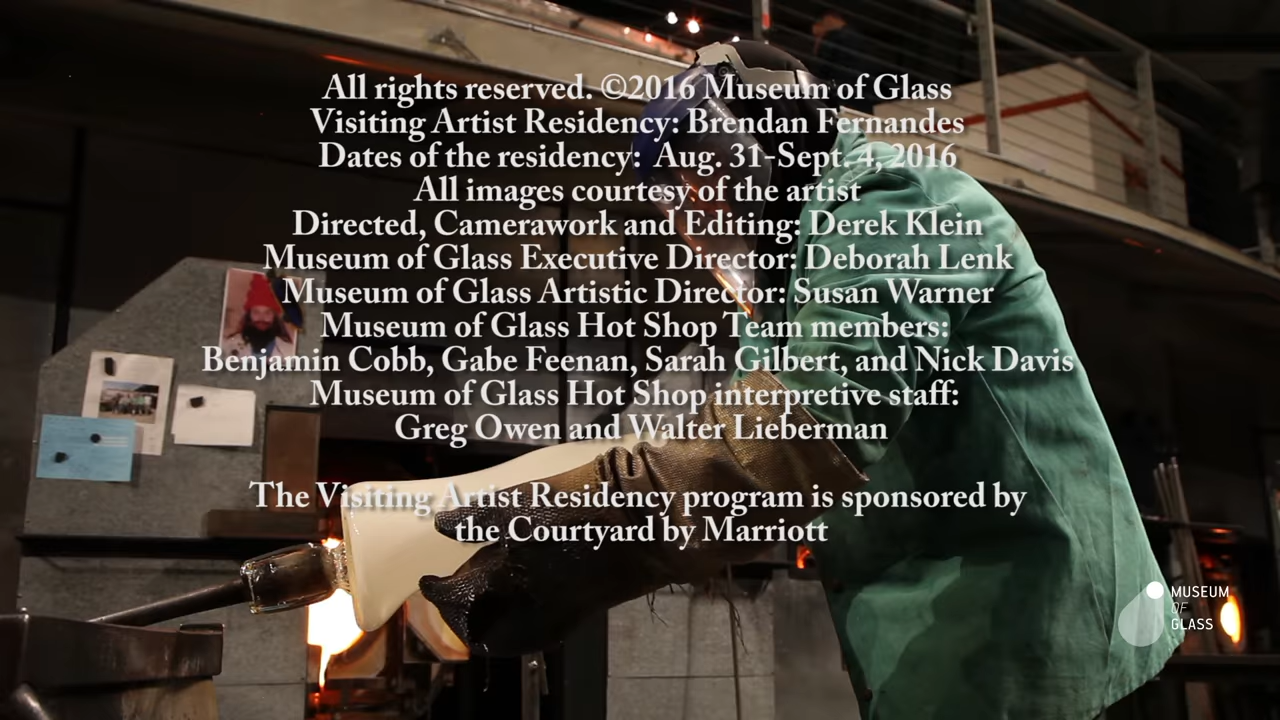 All rights reserved. ©2016 Museum of Glass
Visiting Artist Residency: Brendan Fernandes
Dates of the residency:  Aug. 31-Sept. 4, 2016
All images courtesy of the artist
Directed, Camerawork and Editing: Derek Klein
Museum of Glass Executive Director: Deborah Lenk
Museum of Glass Artistic Director: Susan Warner
Museum of Glass Hot Shop Team members:
Benjamin Cobb, Gabe Feenan, Sarah Gilbert, and Nick Davis
Museum of Glass Hot Shop interpretive staff:
Greg Owen and Walter Lieberman
The Visiting Artist Residency program is sponsored by
the Courtyard by Marriott
MUSEUM
OF
GLASS